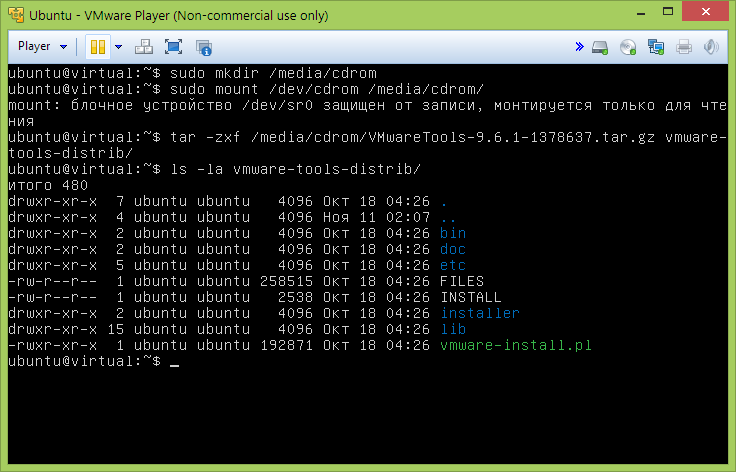 Ubuntu - VMware Player (Non-commercial use only)
Player
ubuntu@virtual:~$ sudo mkdir /media/cdrom
ubuntu@virtual:~$ sudo mount /dev/cdrom /media/cdrom/
mount: блочное устройство /dev/sr0 защищен от записи, монтируется только для чте
ния
ubuntu@virtual:~$ tar -zxf /media/cdrom/VMwareTools-9.6.1-1378637.tar.gz vmware-
tools-distrib/
ubuntu@virtual:~$ ls -la vmware-tools-distrib/
итого 480
drwxr-xr-x  7 ubuntu ubuntu   4096 Окт 18 04:26 .
drwxr-xr-x  4 ubuntu ubuntu   4096 Ноя 11 02:07 ..
drwxr-xr-x  2 ubuntu ubuntu   4096 Окт 18 04:26 bin
drwxr-xr-x  2 ubuntu ubuntu   4096 Окт 18 04:26 doc
drwxr-xr-x  5 ubuntu ubuntu   4096 Окт 18 04:26 etc
-rw-r--r--  1 ubuntu ubuntu 258515 Окт 18 04:26 FILES
-rw-r--r--  1 ubuntu ubuntu   2538 Окт 18 04:26 INSTALL
drwxr-xr-x  2 ubuntu ubuntu   4096 Окт 18 04:26 installer
drwxr-xr-x 15 ubuntu ubuntu   4096 Окт 18 04:26 lib
-rwxr-xr-x  1 ubuntu ubuntu 192871 Окт 18 04:26 vmware-install.pl
ubuntu@virtual:~$ _